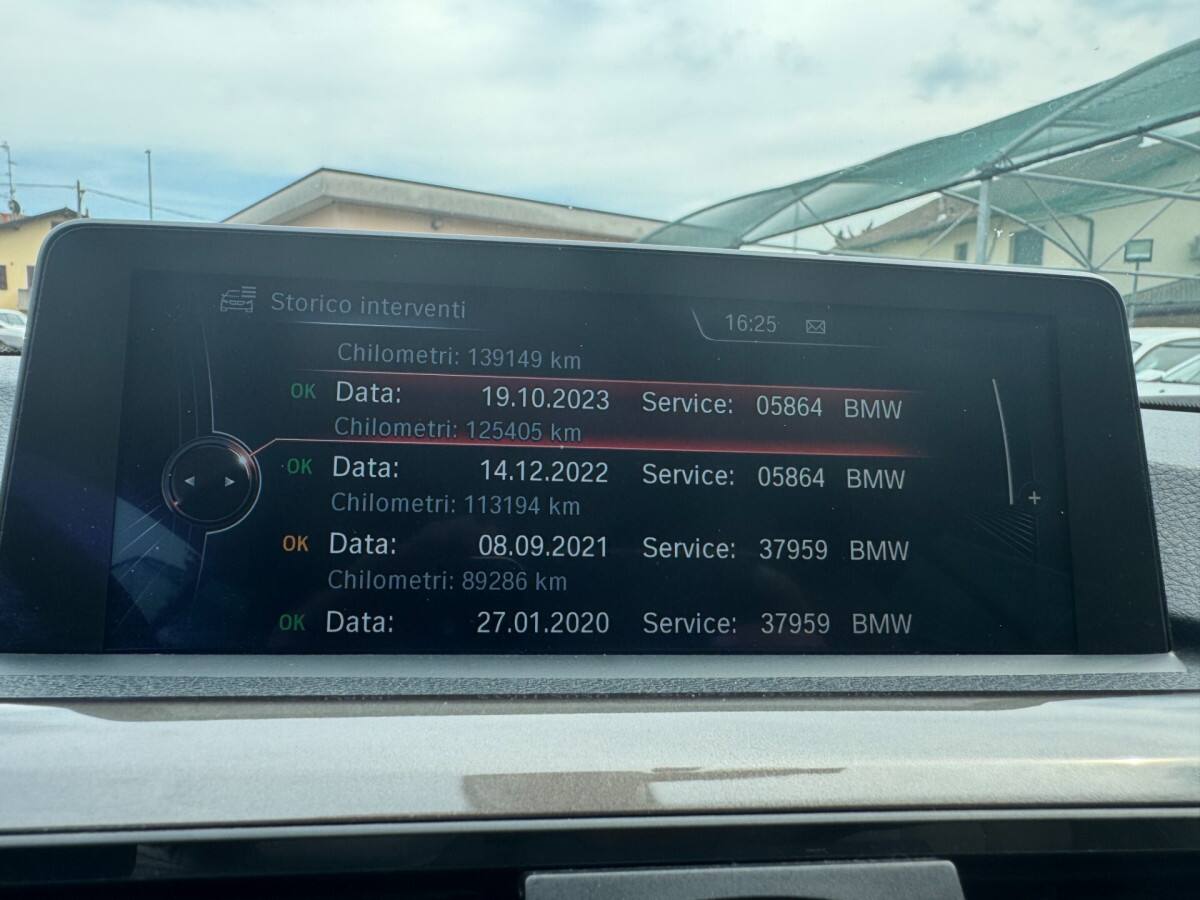 Storico interventi
16:25
Chilometri: 139149 km
OK Data: 19.10.2023 Service: 05864 BMW
Chilometri: 125405 km
OK Data: 14.12.2022 Service: 05864 BMW
Chilometri: 113194 km
OK Data: 08.09.2021 Service: 37959 BMW
Chilometri: 89286 km
OK Data: 27.01.2020 Service: 37959 BMW